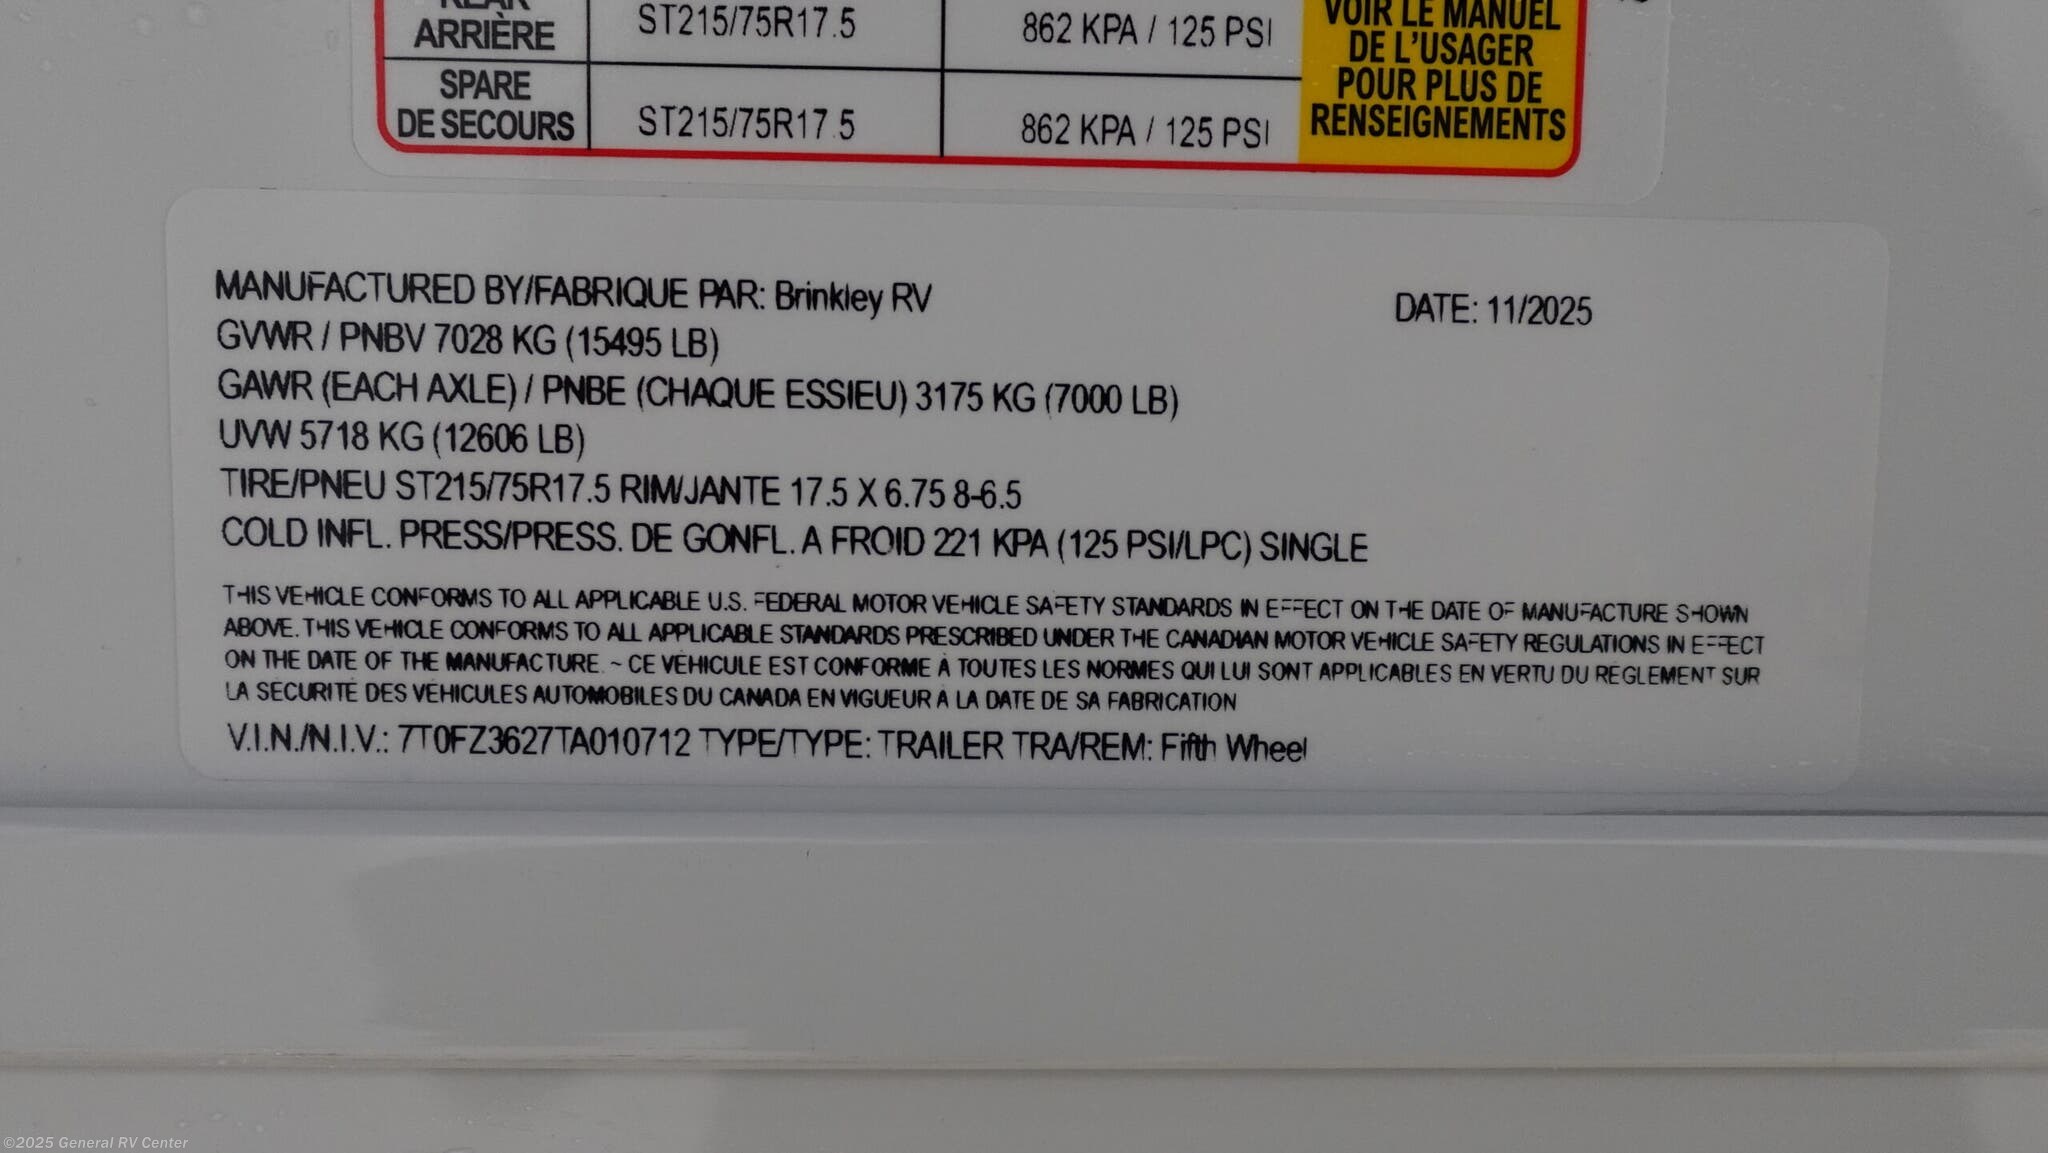 REAR
ARRIÈRE ST215/75R17.5 862 KPA / 125 PSI
SPARE
DE SECOURS ST215/75R17.5 862 KPA / 125 PSI
VOIR LE MANUEL
DE L'USAGER
POUR PLUS DE
RENSEIGNEMENTS
MANUFACTURED BY/FABRIQUE PAR: Brinkley RV DATE: 11/2025
GVWR / PNBV 7028 KG (15495 LB)
GAWR (EACH AXLE) / PNBE (CHAQUE ESSIEU) 3175 KG (7000 LB)
UVW 5718 KG (12606 LB)
TIRE/PNEU ST215/75R17.5 RIM/JANTE 17.5 X 6.75 8-6.5
COLD INFL. PRESS/PRESS. DE GONFL. A FROID 221 KPA (125 PSI/LPC) SINGLE
THIS VEHICLE CONFORMS TO ALL APPLICABLE U.S. FEDERAL MOTOR VEHICLE SAFETY STANDARDS IN EFFECT ON THE DATE OF MANUFACTURE SHOWN
ABOVE. THIS VEHICLE CONFORMS TO ALL APPLICABLE STANDARDS PRESCRIBED UNDER THE CANADIAN MOTOR VEHICLE SAFETY REGULATIONS IN EFFECT
ON THE DATE OF THE MANUFACTURE. ~ CE VÉHICULE EST CONFORME À TOUTES LES NORMES QUI LUI SONT APPLICABLES EN VERTU DU RÉGLEMENT SUR
LA SÉCURITÉ DES VÉHICULES AUTOMOBILES DU CANADA EN VIGUEUR À LA DATE DE SA FABRICATION
V.I.N./N.I.V.: 7T0FZ3627TA010712 TYPE/TYPE: TRAILER TRA/REM: Fifth Wheel
©2025 General RV Center